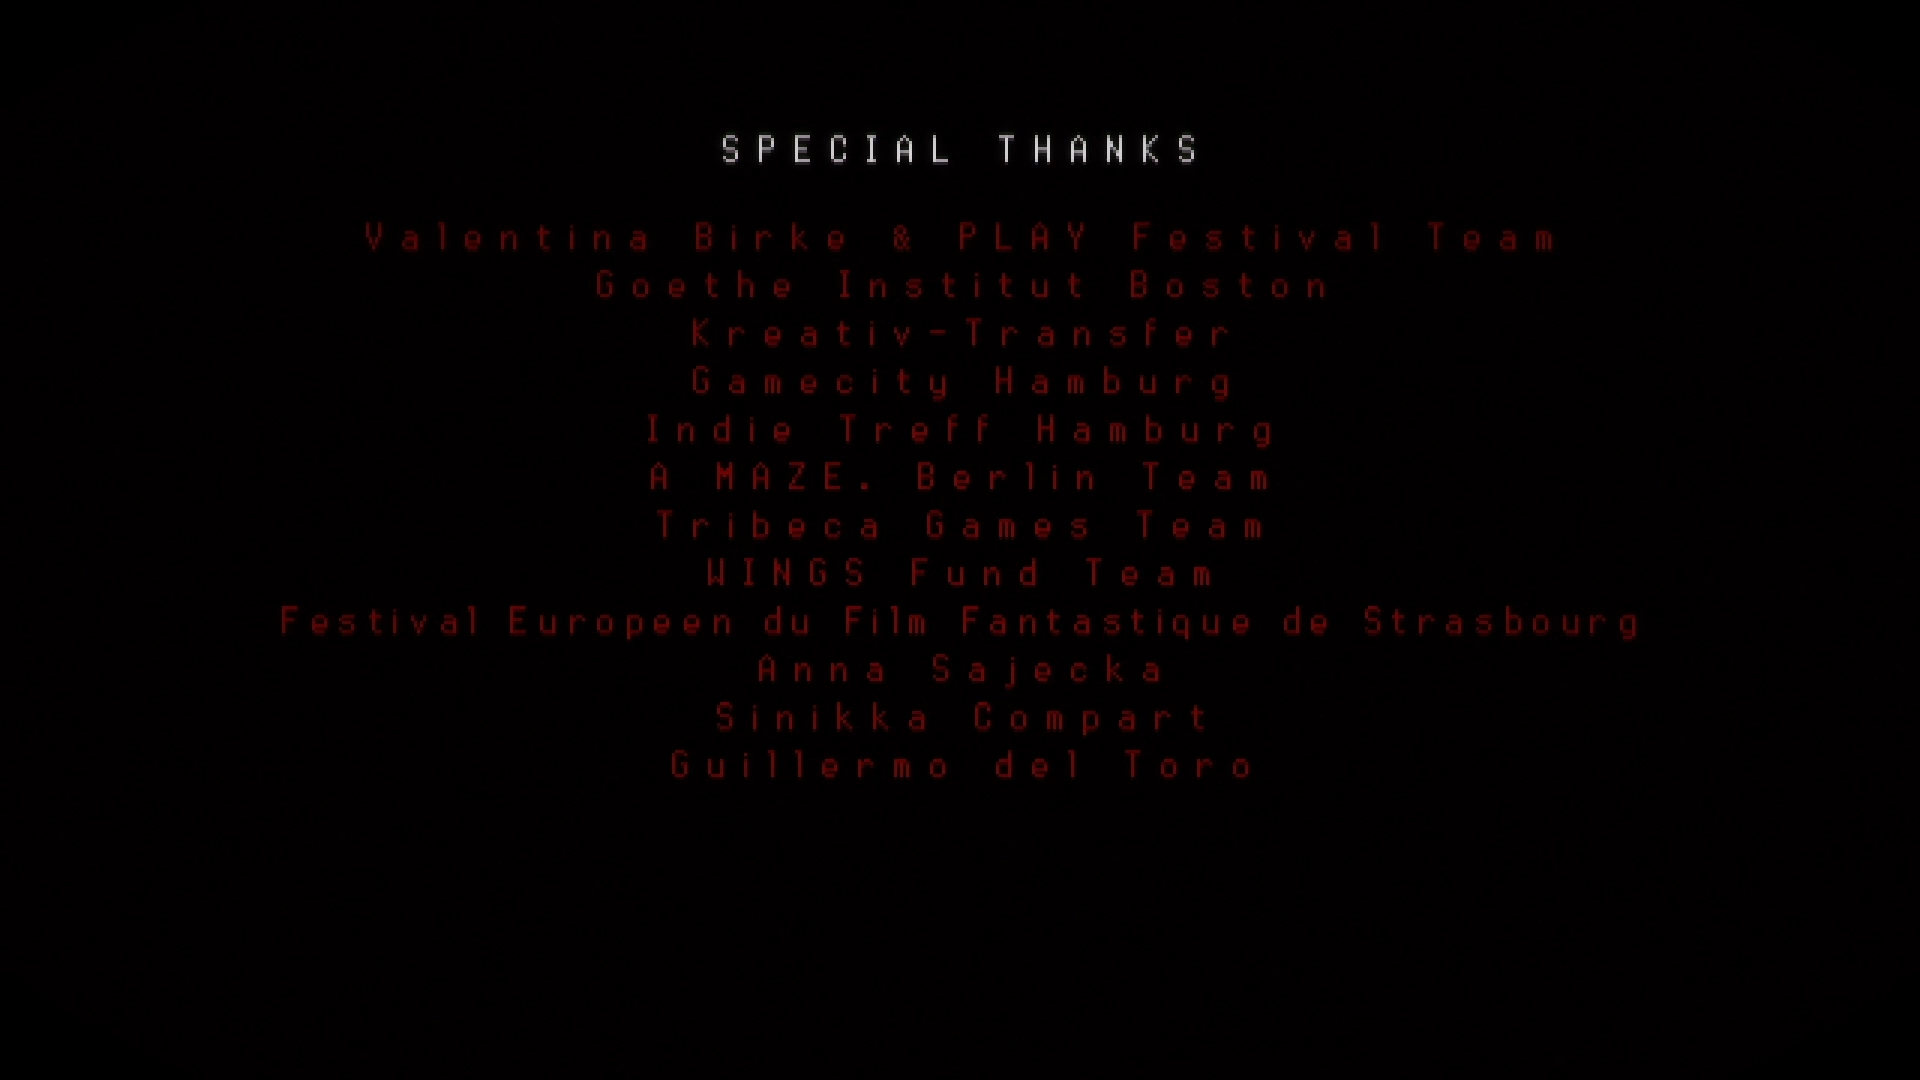 SPECIAL THANKS
Valentina Birke & PLAY Festival Team
Goethe Institut Boston
Kreativ-Transfer
Gamecity Hamburg
Indie Treff Hamburg
A MAZE. Berlin Team
Tribeca Games Team
WINGS Fund Team
Festival Europeen du Film Fantastique de Strasbourg
Anna Sajecka
Sinikka Compart
Guillermo del Toro